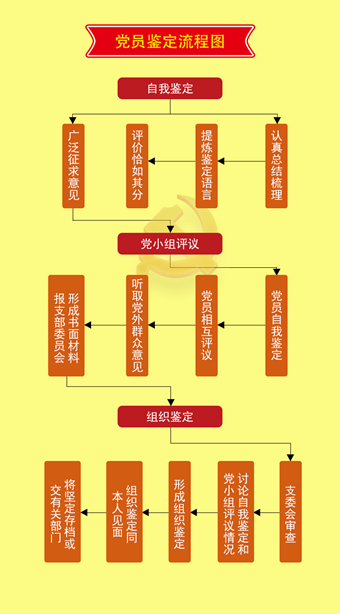 党员鉴定流程图
自我鉴定
认真总结梳理
提炼鉴定语言
评价恰如其分
广泛征求意见
党小组评议
党员自我鉴定
党员相互评议
听取党外群众意见
形成书面材料
报支部委员会
组织鉴定
支委会审查
讨论自我鉴定和
党小组评议情况
形成组织鉴定
组织鉴定同
本人见面
将坚定存档或
交有关部门